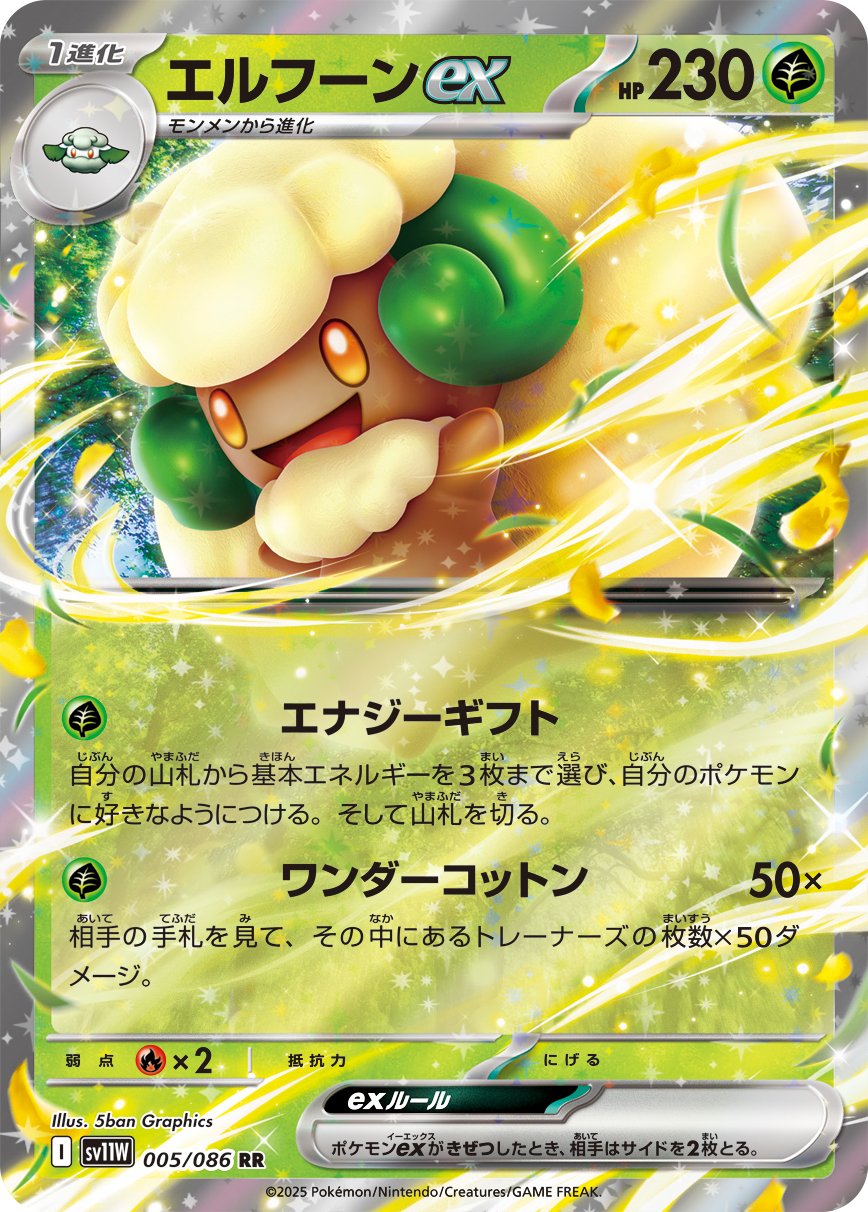 1進化
エルフーンex
HP 230
モンメンから進化
エナジーギフト
自分の山札から基本エネルギーを3枚まで選び、自分のポケモン
に好きなようにつける。そして山札を切る。
ワンダーコットン 50×
相手の手札を見て、その中にあるトレーナーズの枚数×50ダ
メージ。
弱点 ×2 抵抗力 にげる
exルール
ポケモンexがきぜつしたとき、相手はサイドを2枚とる。
Illus. 5ban Graphics
I sv11W 005/086 RR
©2025 Pokémon/Nintendo/Creatures/GAME FREAK.